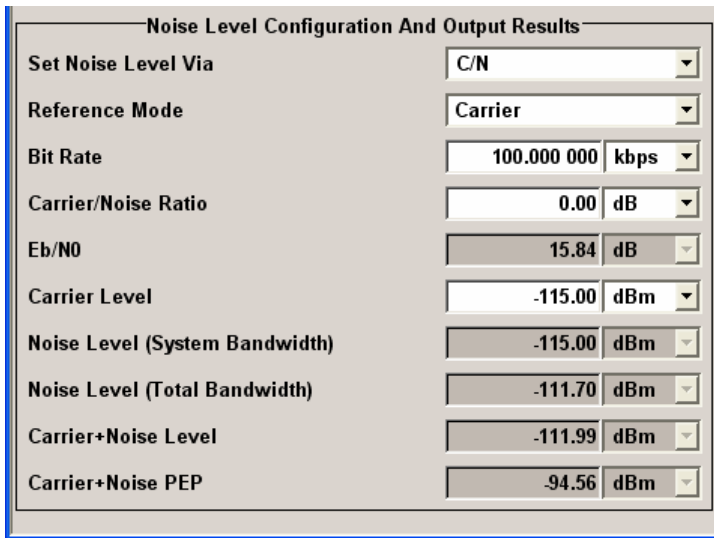 Noise Level Configuration And Output Results
Set Noise Level Via C/N
Reference Mode Carrier
Bit Rate 100.000 000 kbps
Carrier/Noise Ratio 0.00 dB
Eb/N0 15.84 dB
Carrier Level -115.00 dBm
Noise Level (System Bandwidth) -115.00 dBm
Noise Level (Total Bandwidth) -111.70 dBm
Carrier+Noise Level -111.99 dBm
Carrier+Noise PEP -94.56 dBm